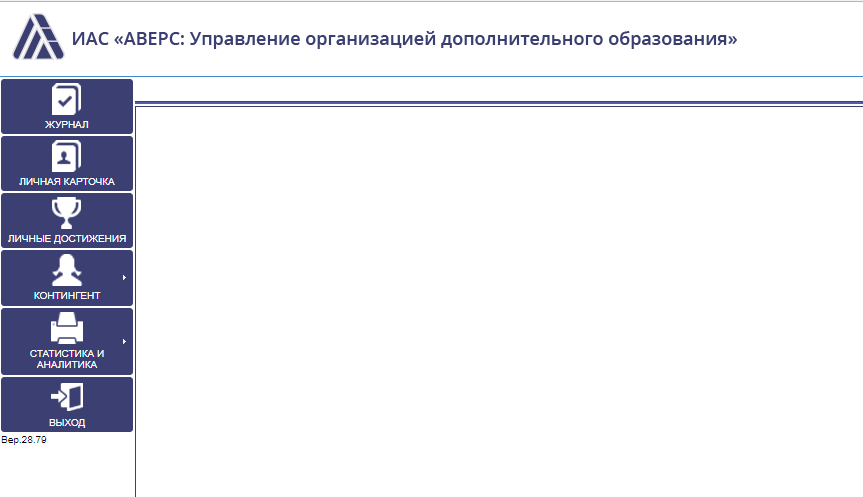 ИАС «АВЕРС: Управление организацией дополнительного образования»
ЖУРНАЛ
ЛИЧНАЯ КАРТОЧКА
ЛИЧНЫЕ ДОСТИЖЕНИЯ
КОНТИНГЕНТ
СТАТИСТИКА И
АНАЛИТИКА
ВЫХОД
Вер.28.79